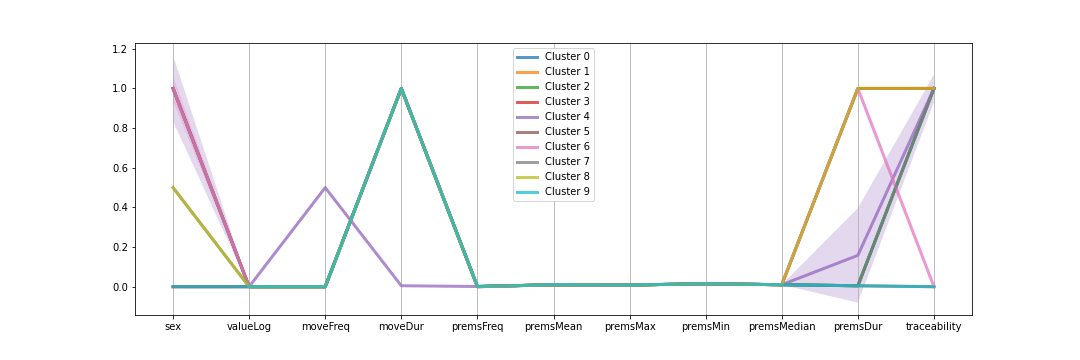 1.2
1.0
0.8
0.6
0.4
0.2
0.0
Cluster 0
Cluster 1
Cluster 2
Cluster 3
Cluster 4
Cluster 5
Cluster 6
Cluster 7
Cluster 8
Cluster 9
sex valueLog moveFreq moveDur premsFreq premsMean premsMax premsMin premsMedian premsDur traceability